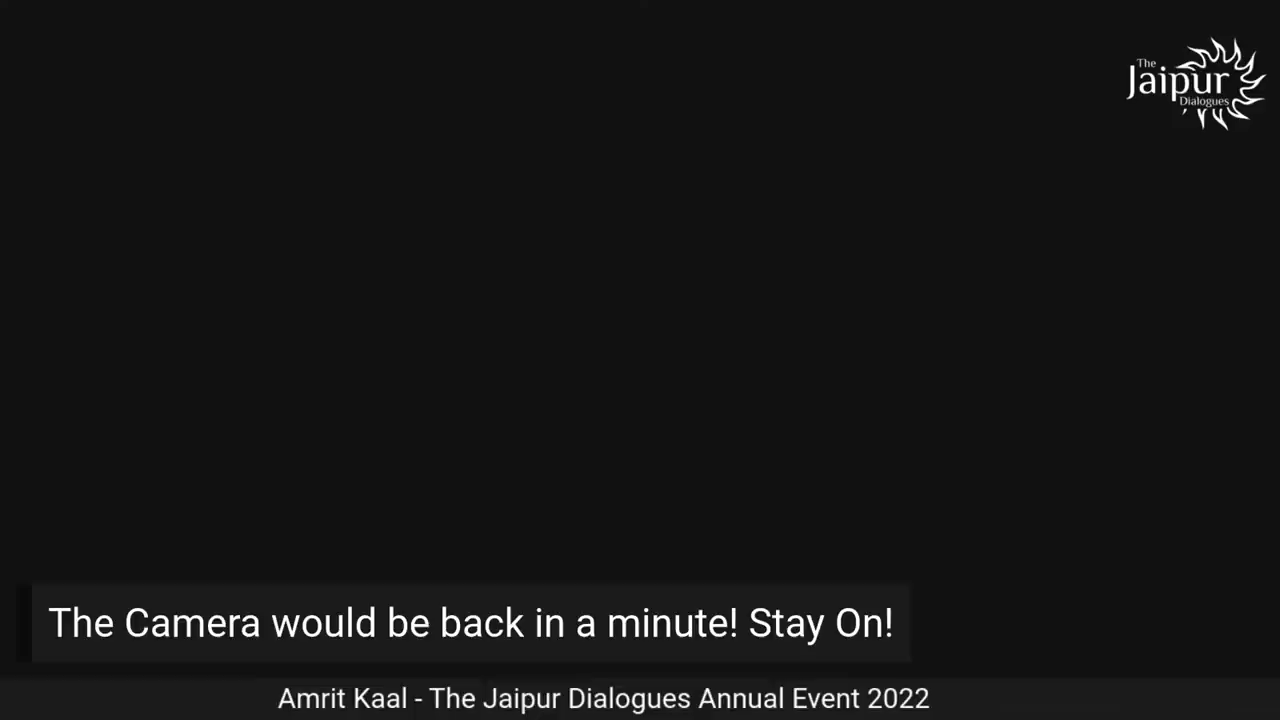 The
Jaipur
Dialogues
The Camera would be back in a minute! Stay On!
Amrit Kaal - The Jaipur Dialogues Annual Event 2022